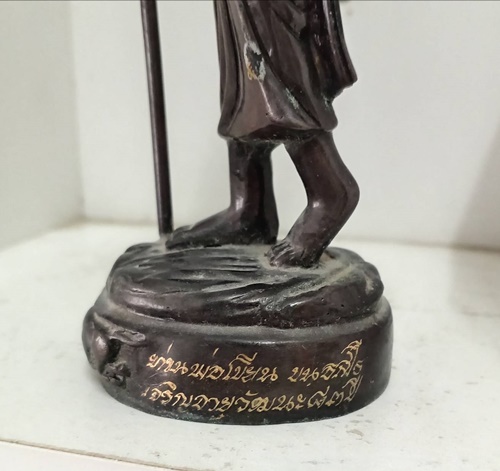 ท่านพ่อเขียน ขนฺธสโร
เจริญอายุวัฒนะ ๘๓ ปี